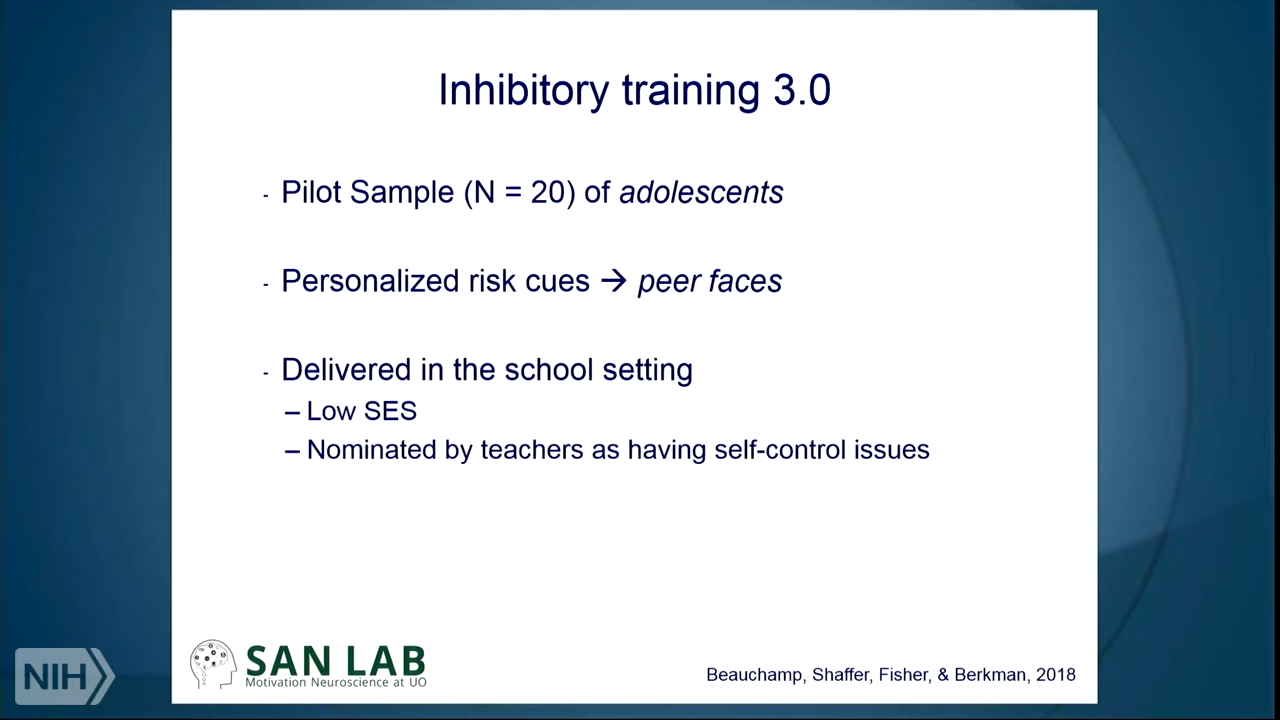 Inhibitory training 3.0
- Pilot Sample (N = 20) of adolescents
- Personalized risk cues → peer faces
- Delivered in the school setting
– Low SES
– Nominated by teachers as having self-control issues
NIH
SAN LAB
Motivation Neuroscience at UO
Beauchamp, Shaffer, Fisher, & Berkman, 2018